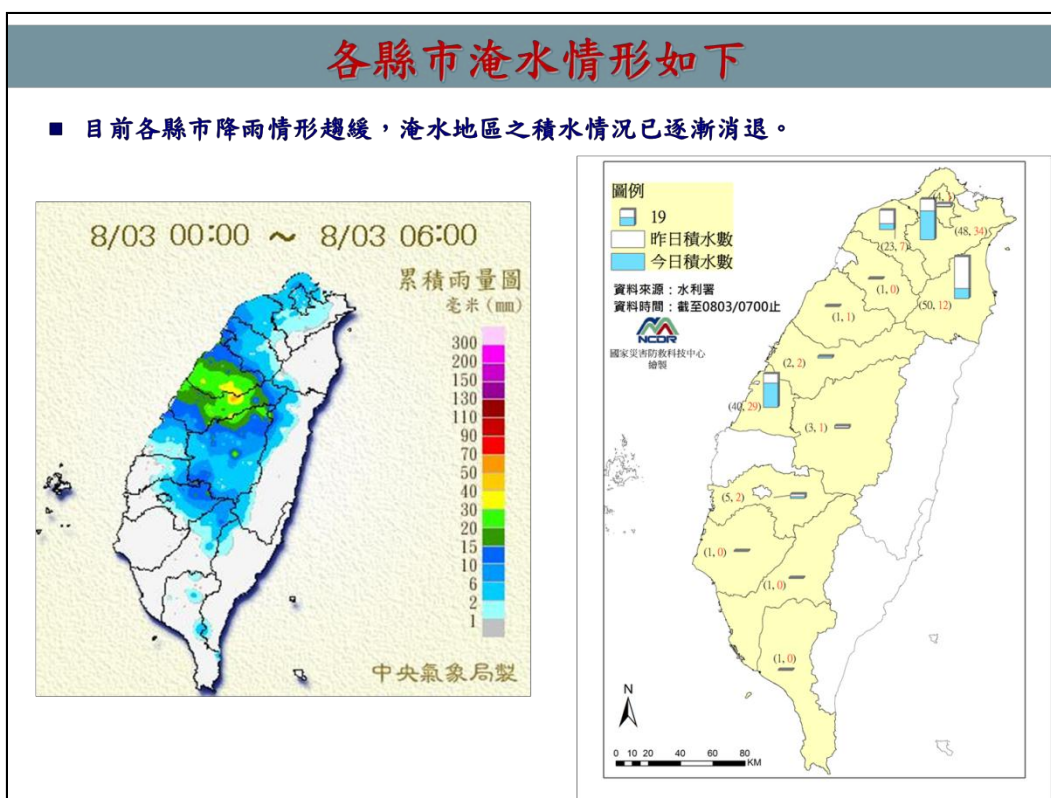 各縣市淹水情形如下
■ 目前各縣市降雨情形趨緩，淹水地區之積水情況已逐漸消退。
8/03 00:00 ～ 8/03 06:00
累積雨量圖
毫米(mm)
300
200
150
130
110
90
70
50
40
30
20
15
10
6
2
1
中央氣象局製
圖例
19
昨日積水數
今日積水數
資料來源：水利署
資料時間：截至0803/0700止
NCDR
國家災害防救科技中心
繪製
(48, 34)
(23, 7)
(1, 0)
(50, 12)
(1, 1)
(2, 2)
(40, 29)
(3, 1)
(5, 2)
(1, 0)
(1, 0)
(1, 0)
N
0 10 20 40 60 80
KM